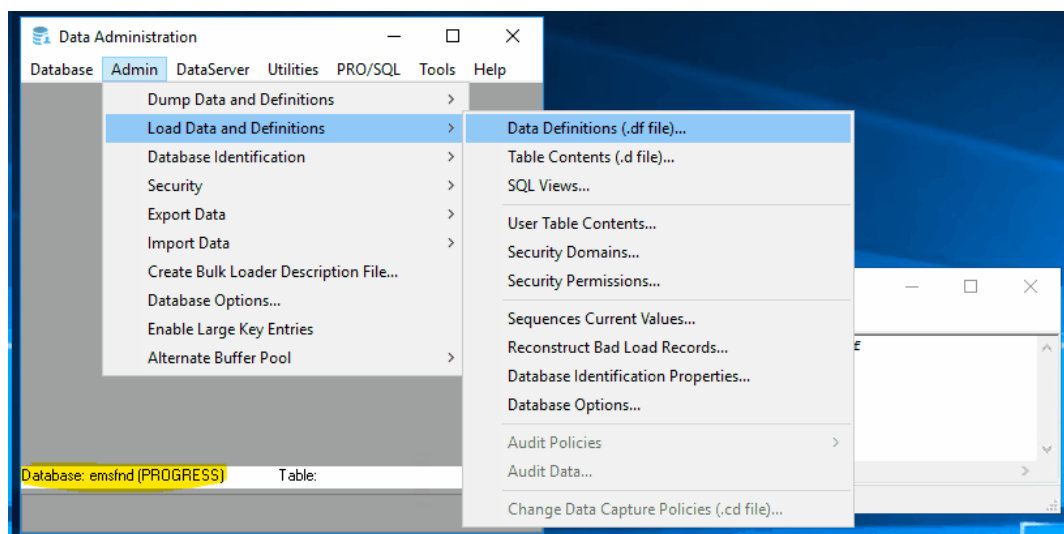 Data Administration
Database Admin DataServer Utilities PRO/SQL Tools Help
Dump Data and Definitions
Load Data and Definitions
Database Identification
Security
Export Data
Import Data
Create Bulk Loader Description File...
Database Options...
Enable Large Key Entries
Alternate Buffer Pool
Data Definitions (.df file)...
Table Contents (.d file)...
SQL Views...
User Table Contents...
Security Domains...
Security Permissions...
Sequences Current Values...
Reconstruct Bad Load Records...
Database Identification Properties...
Database Options...
Audit Policies
Audit Data...
Change Data Capture Policies (.cd file)...
f
Database: emsfnd (PROGRESS) Table: